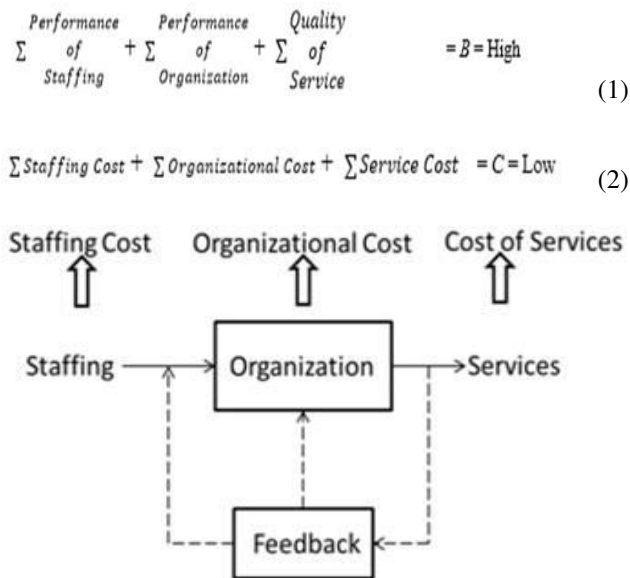 ∑ Performance of Staffing + ∑ Performance of Organization + ∑ Quality of Service = B = High
(1)
∑ Staffing Cost + ∑ Organizational Cost + ∑ Service Cost = C = Low
(2)
Staffing Cost Organizational Cost Cost of Services
Staffing Organization Services
Feedback